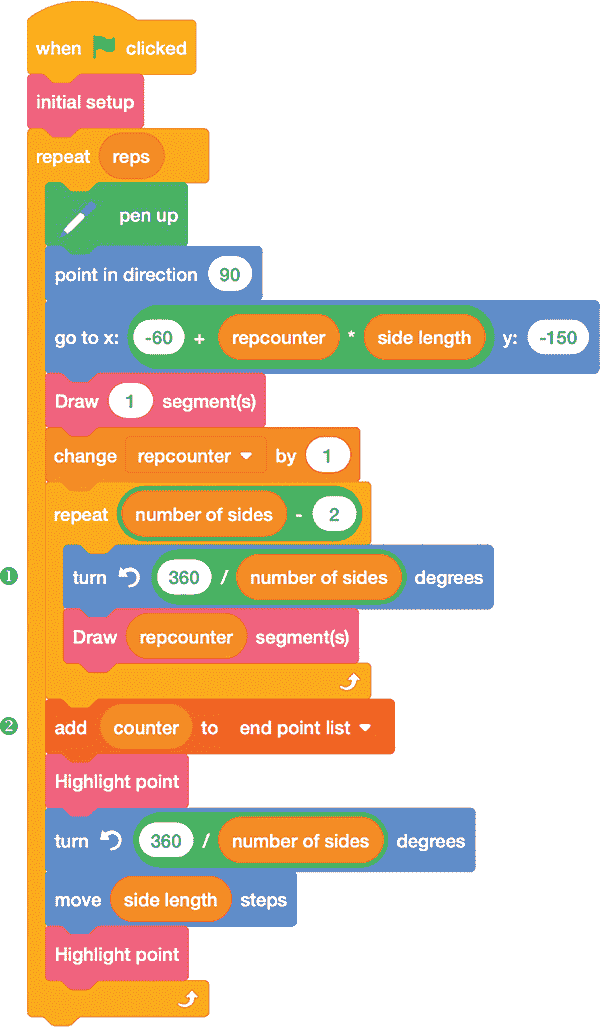 when clicked
initial setup
repeat reps
pen up
point in direction 90
go to x: -60 + repcounter * side length y: -150
Draw 1 segment(s)
change repcounter by 1
repeat number of sides - 2
1 turn 360 / number of sides degrees
Draw repcounter segment(s)
2 add counter to end point list
Highlight point
turn 360 / number of sides degrees
move side length steps
Highlight point